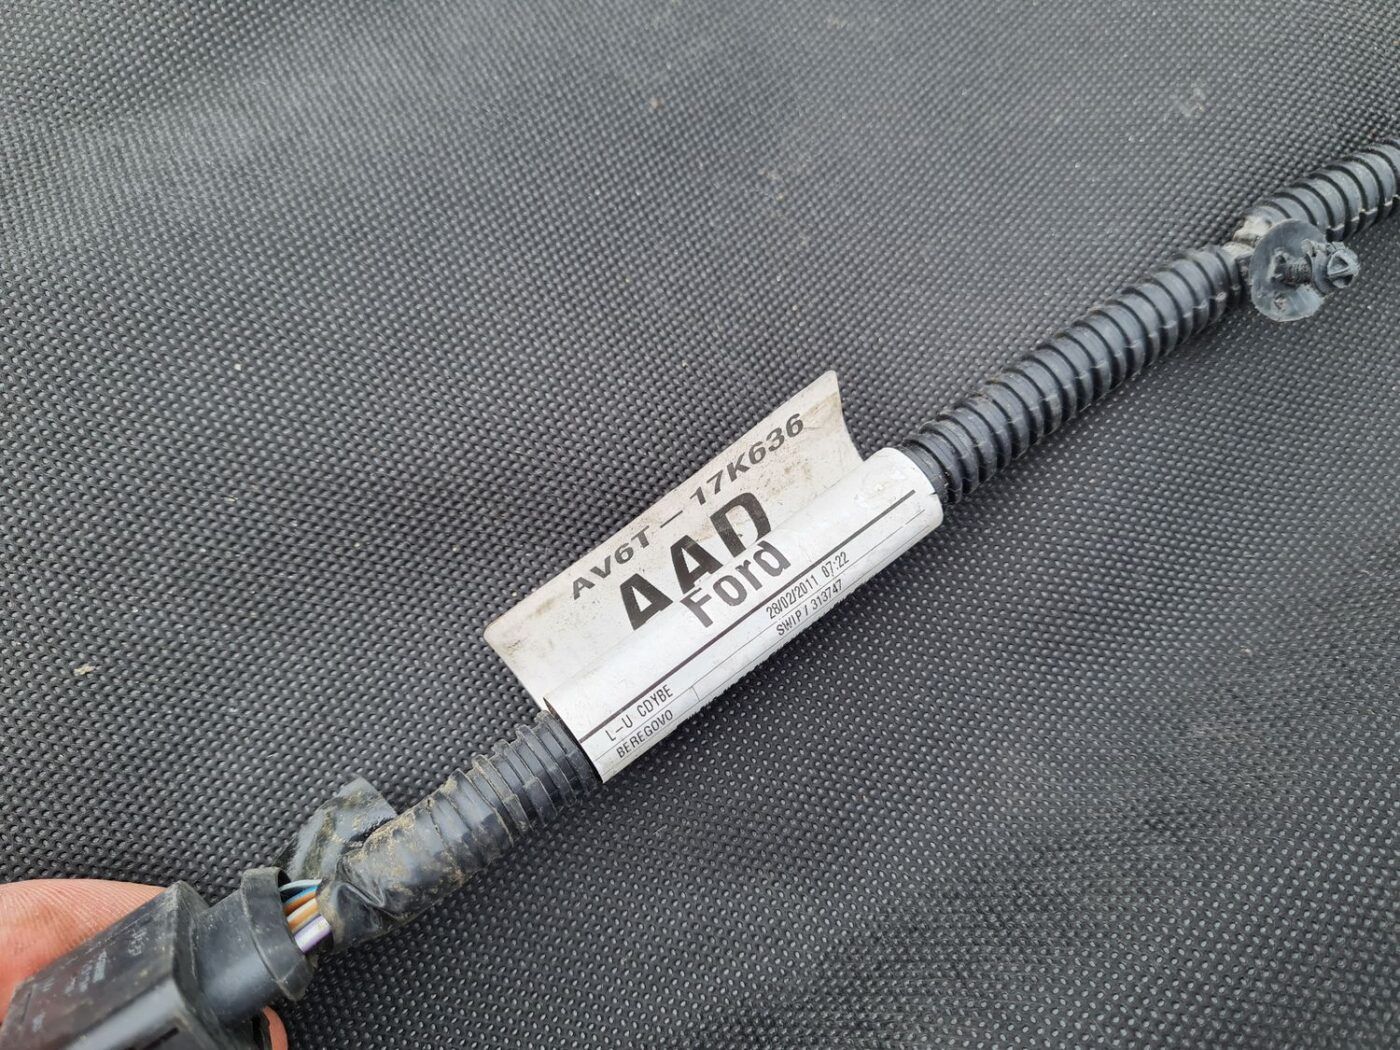 AV6T-17K636
AAD
Ford
28/02/2011 07:22
SWIP/313747
L-U CDYBE
BEREGOVO